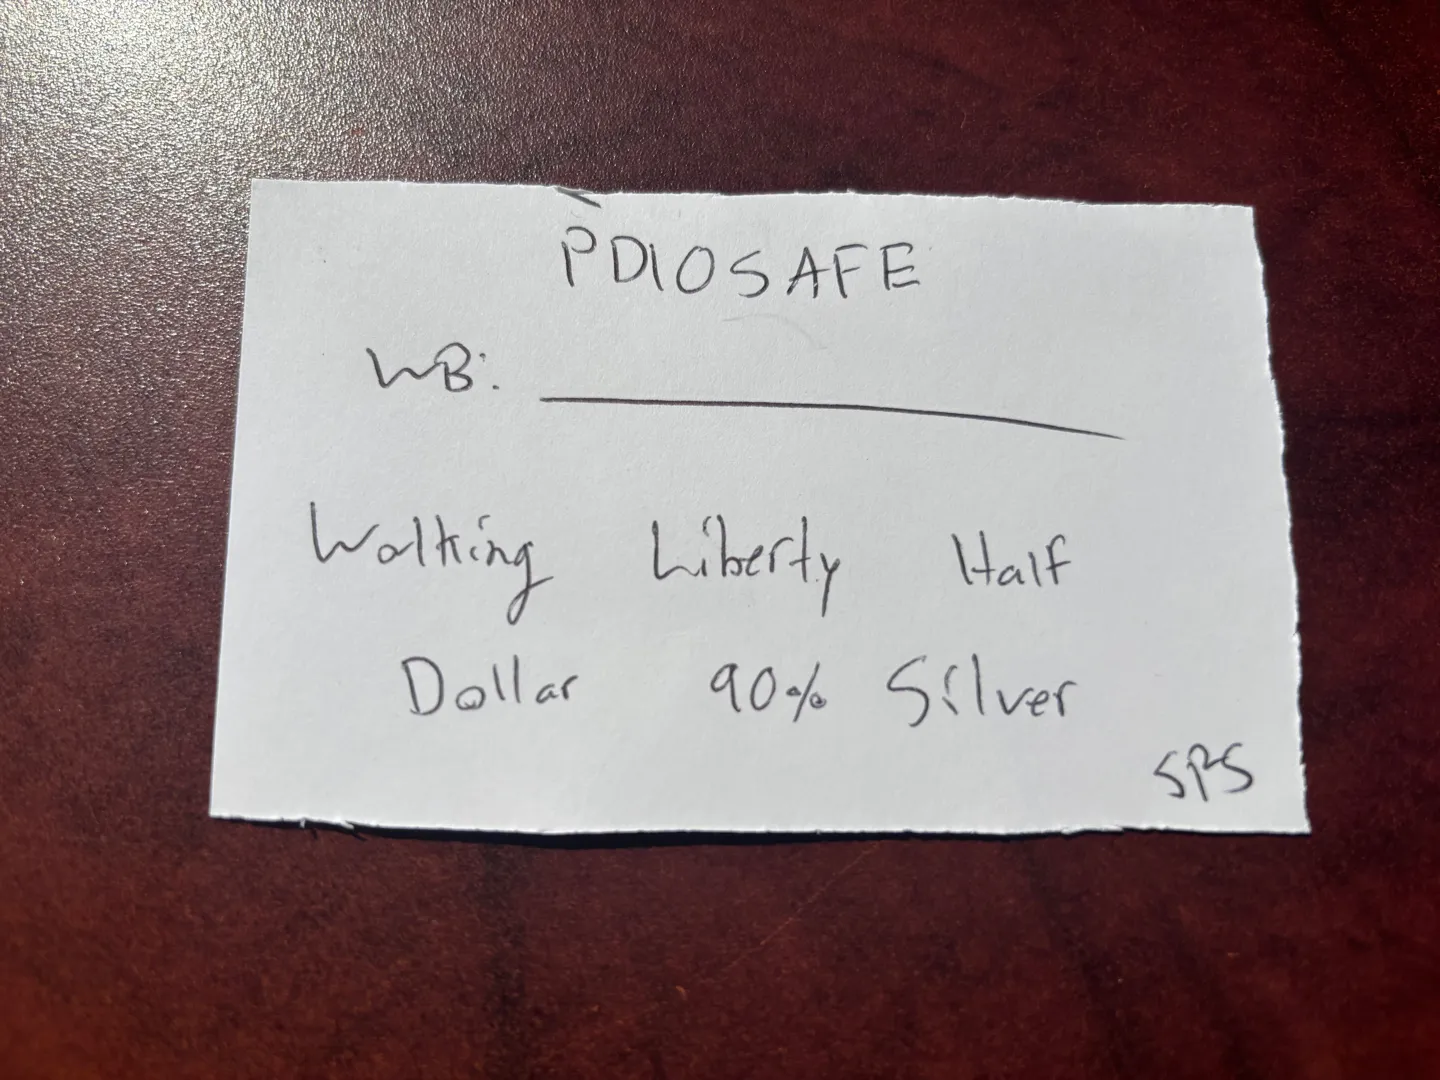 PDIOSAFE
WB:
Walking Liberty Half
Dollar 90% Silver
SPS